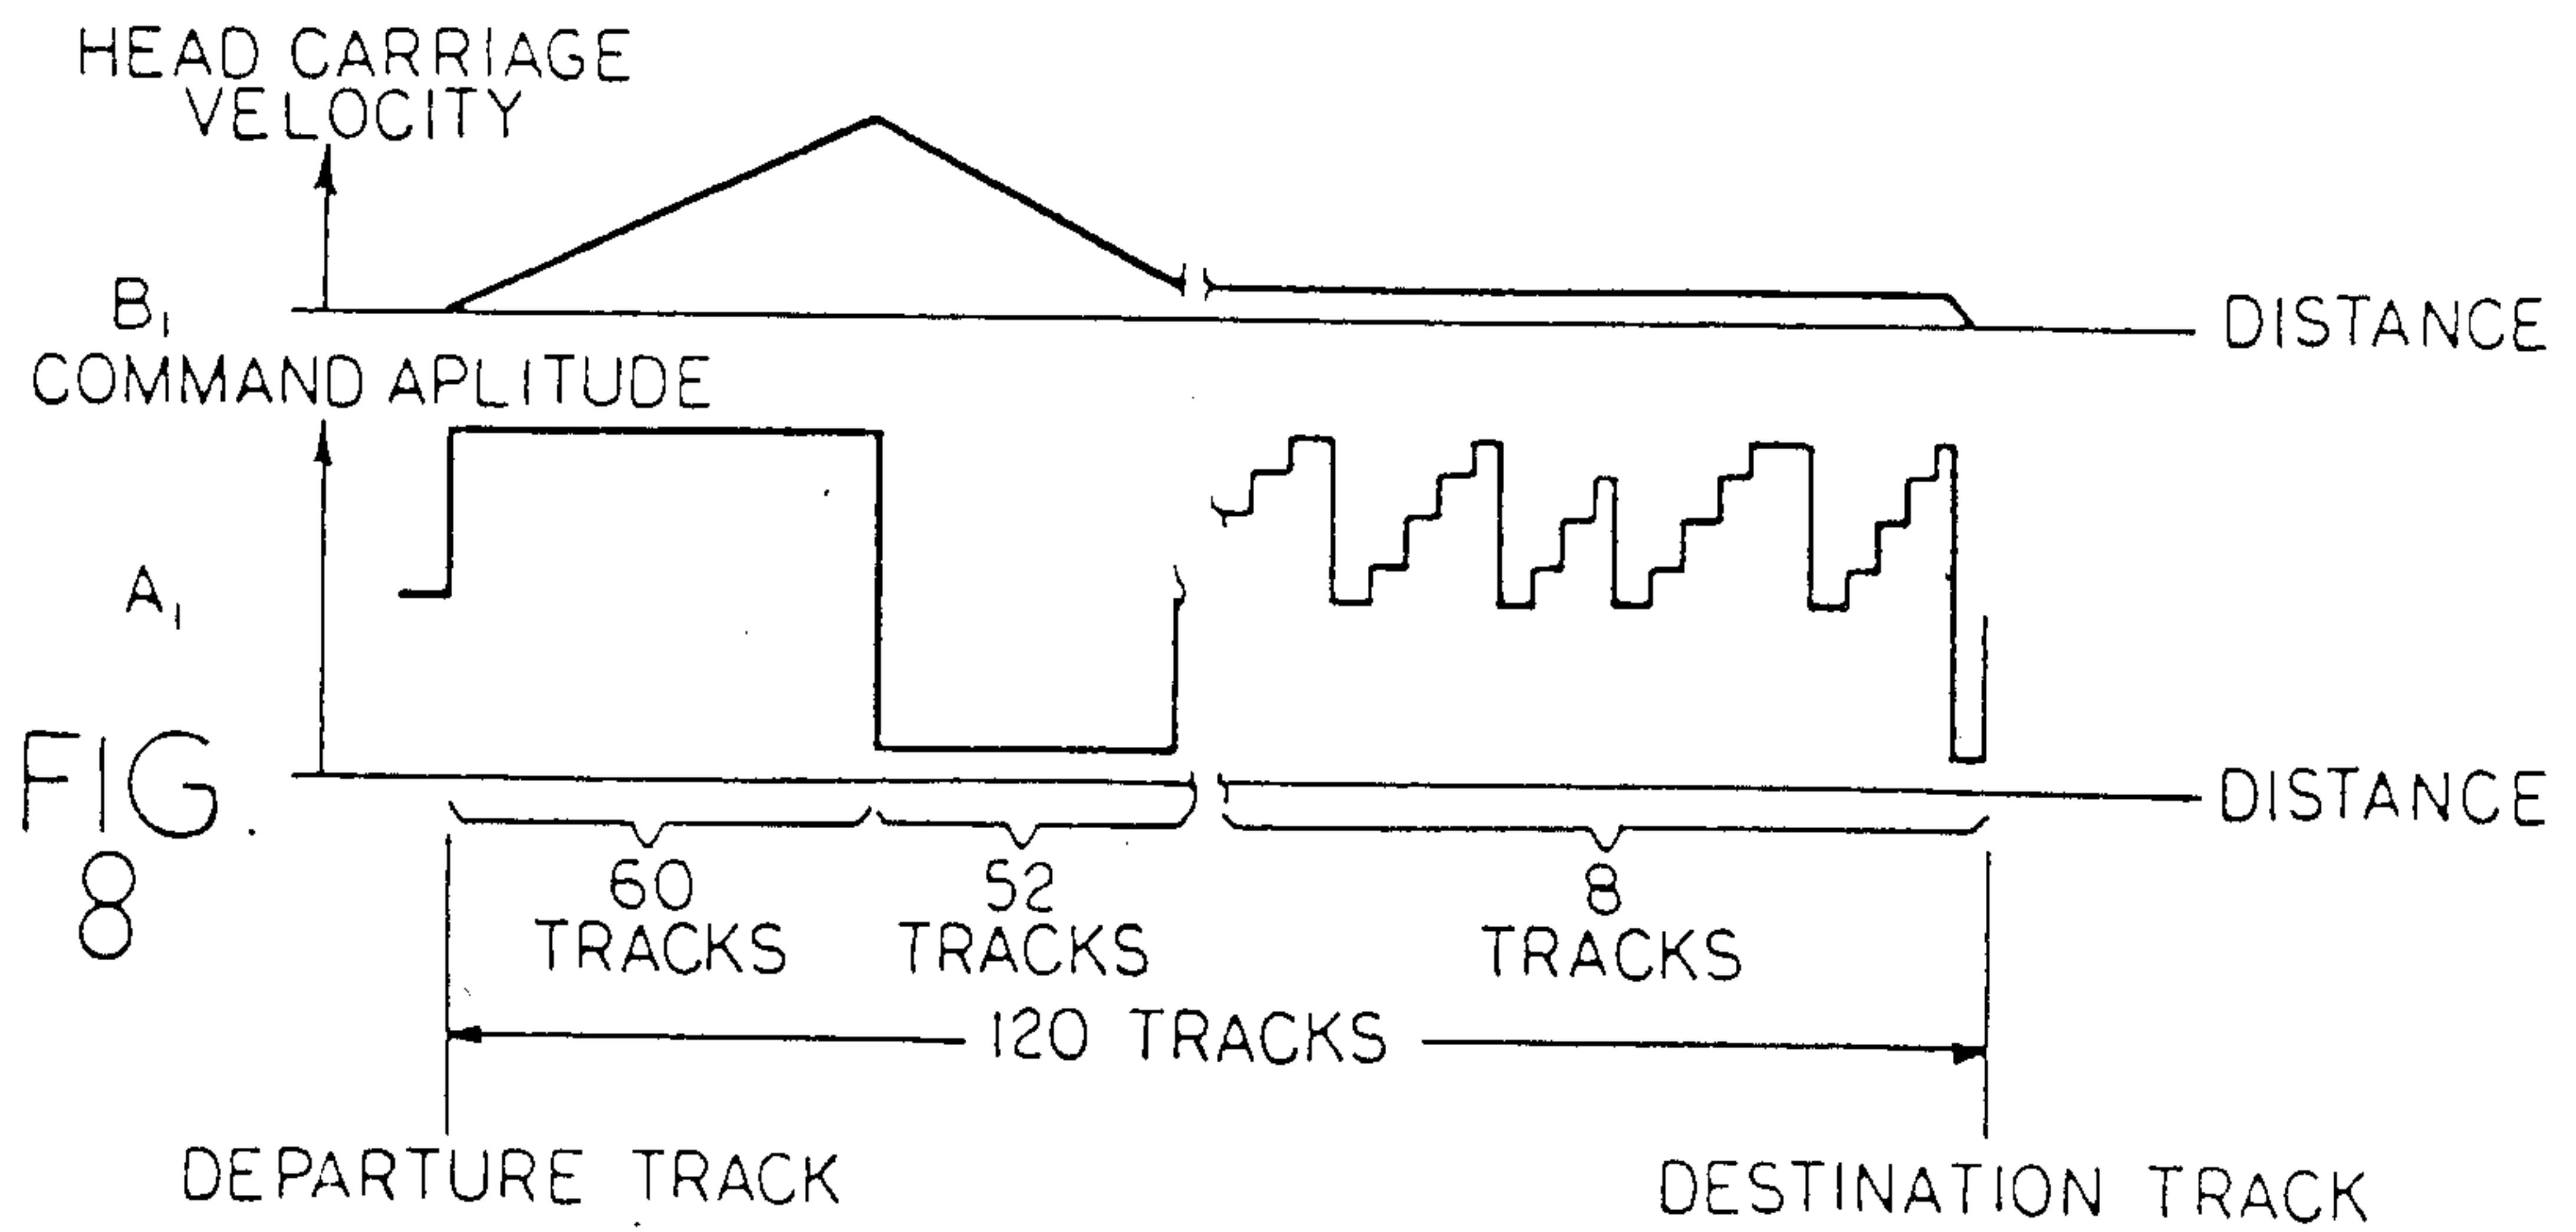 HEAD CARRIAGE
VELOCITY
B₁
DISTANCE
COMMAND APLITUDE
A₁
DISTANCE
FIG.
8
60
TRACKS
52
TRACKS
8
TRACKS
120 TRACKS
DEPARTURE TRACK
DESTINATION TRACK